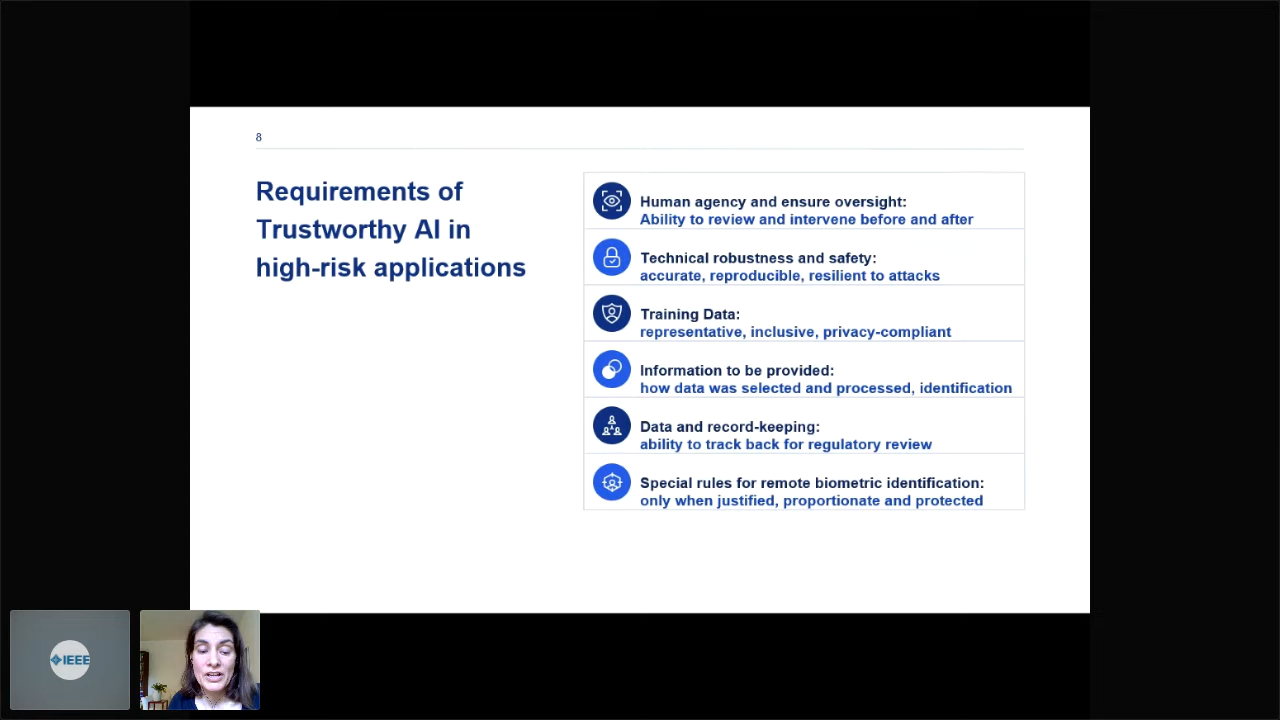 8
Requirements of
Trustworthy AI in
high-risk applications
Human agency and ensure oversight:
Ability to review and intervene before and after
Technical robustness and safety:
accurate, reproducible, resilient to attacks
Training Data:
representative, inclusive, privacy-compliant
Information to be provided:
how data was selected and processed, identification
Data and record-keeping:
ability to track back for regulatory review
Special rules for remote biometric identification:
only when justified, proportionate and protected
IEEE